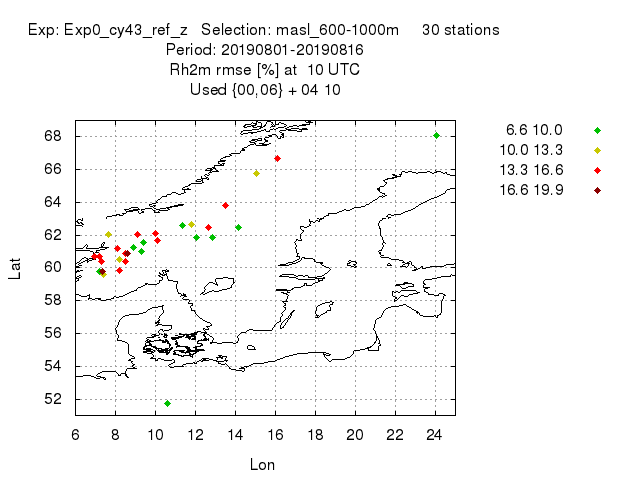 Exp: Exp0_cy43_ref_z   Selection: masl_600-1000m     30 stations
Period: 20190801-20190816
Rh2m rmse [%] at  10 UTC
Used {00,06} + 04 10
6.6 10.0
10.0 13.3
13.3 16.6
16.6 19.9
68
66
64
62
60
58
56
54
52
Lat
6 8 10 12 14 16 18 20 22 24
Lon